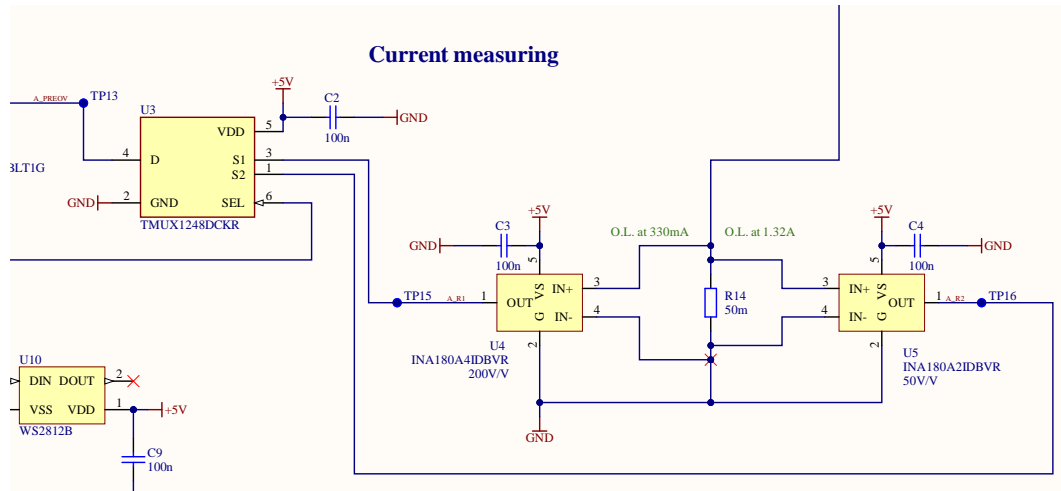 Current measuring
A_PREOV
TP13
U3
+5V
C2
100n
GND
VDD
5
4
D
S1
3
S2
1
GND
2
GND
SEL
6
TMUX1248DCKR
BLT1G
GND
C3
100n
+5V
O.L. at 330mA
O.L. at 1.32A
+5V
C4
100n
GND
TP15
A_R1
1
OUT
VS
5
IN+
3
G
IN-
4
2
U4
INA180A4IDBVR
200V/V
R14
50m
3
IN+
4
IN-
VS
5
G
OUT
1
A_R2
TP16
2
U5
INA180A2IDBVR
50V/V
GND
U10
DIN
DOUT
2
VSS
VDD
1
+5V
WS2812B
C9
100n